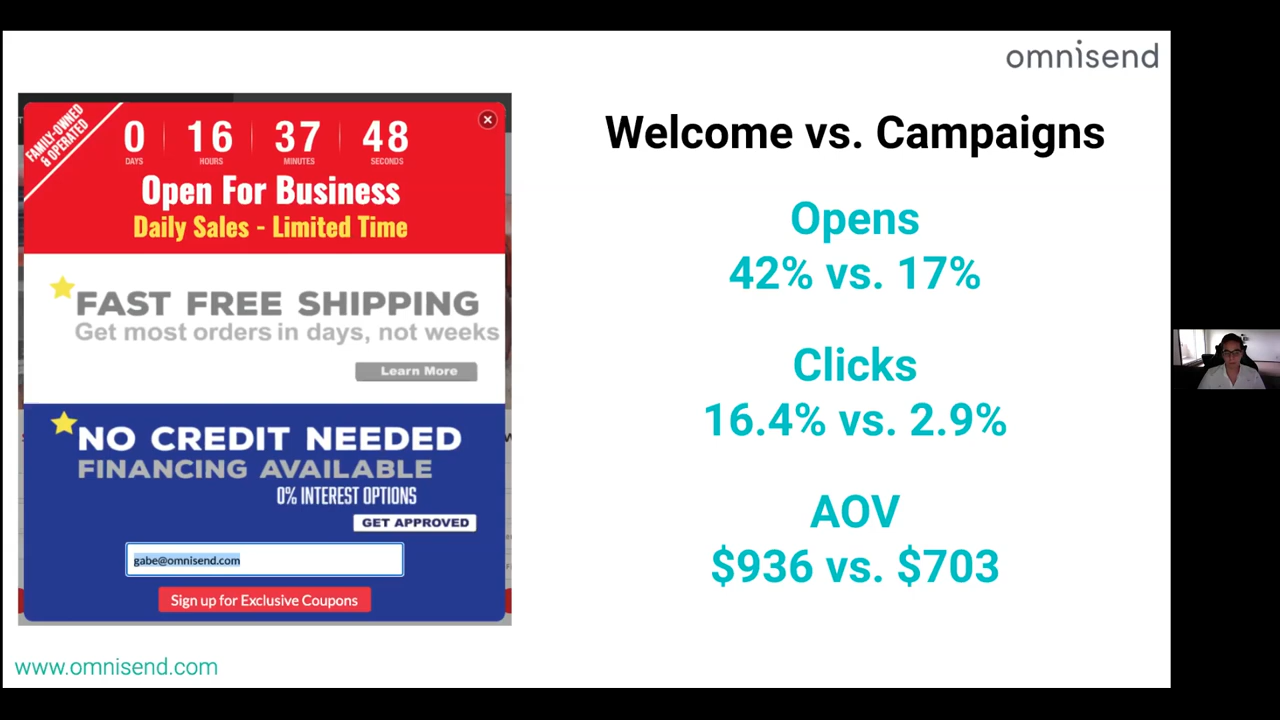 omnisend
FAMILY-OWNED
& OPERATED
0 16 37 48
DAYS HOURS MINUTES SECONDS
Open For Business
Daily Sales - Limited Time
FAST FREE SHIPPING
Get most orders in days, not weeks
Learn More
NO CREDIT NEEDED
FINANCING AVAILABLE
0% INTEREST OPTIONS
GET APPROVED
gabe@omnisend.com
Sign up for Exclusive Coupons
Welcome vs. Campaigns
Opens
42% vs. 17%
Clicks
16.4% vs. 2.9%
AOV
$936 vs. $703
www.omnisend.com